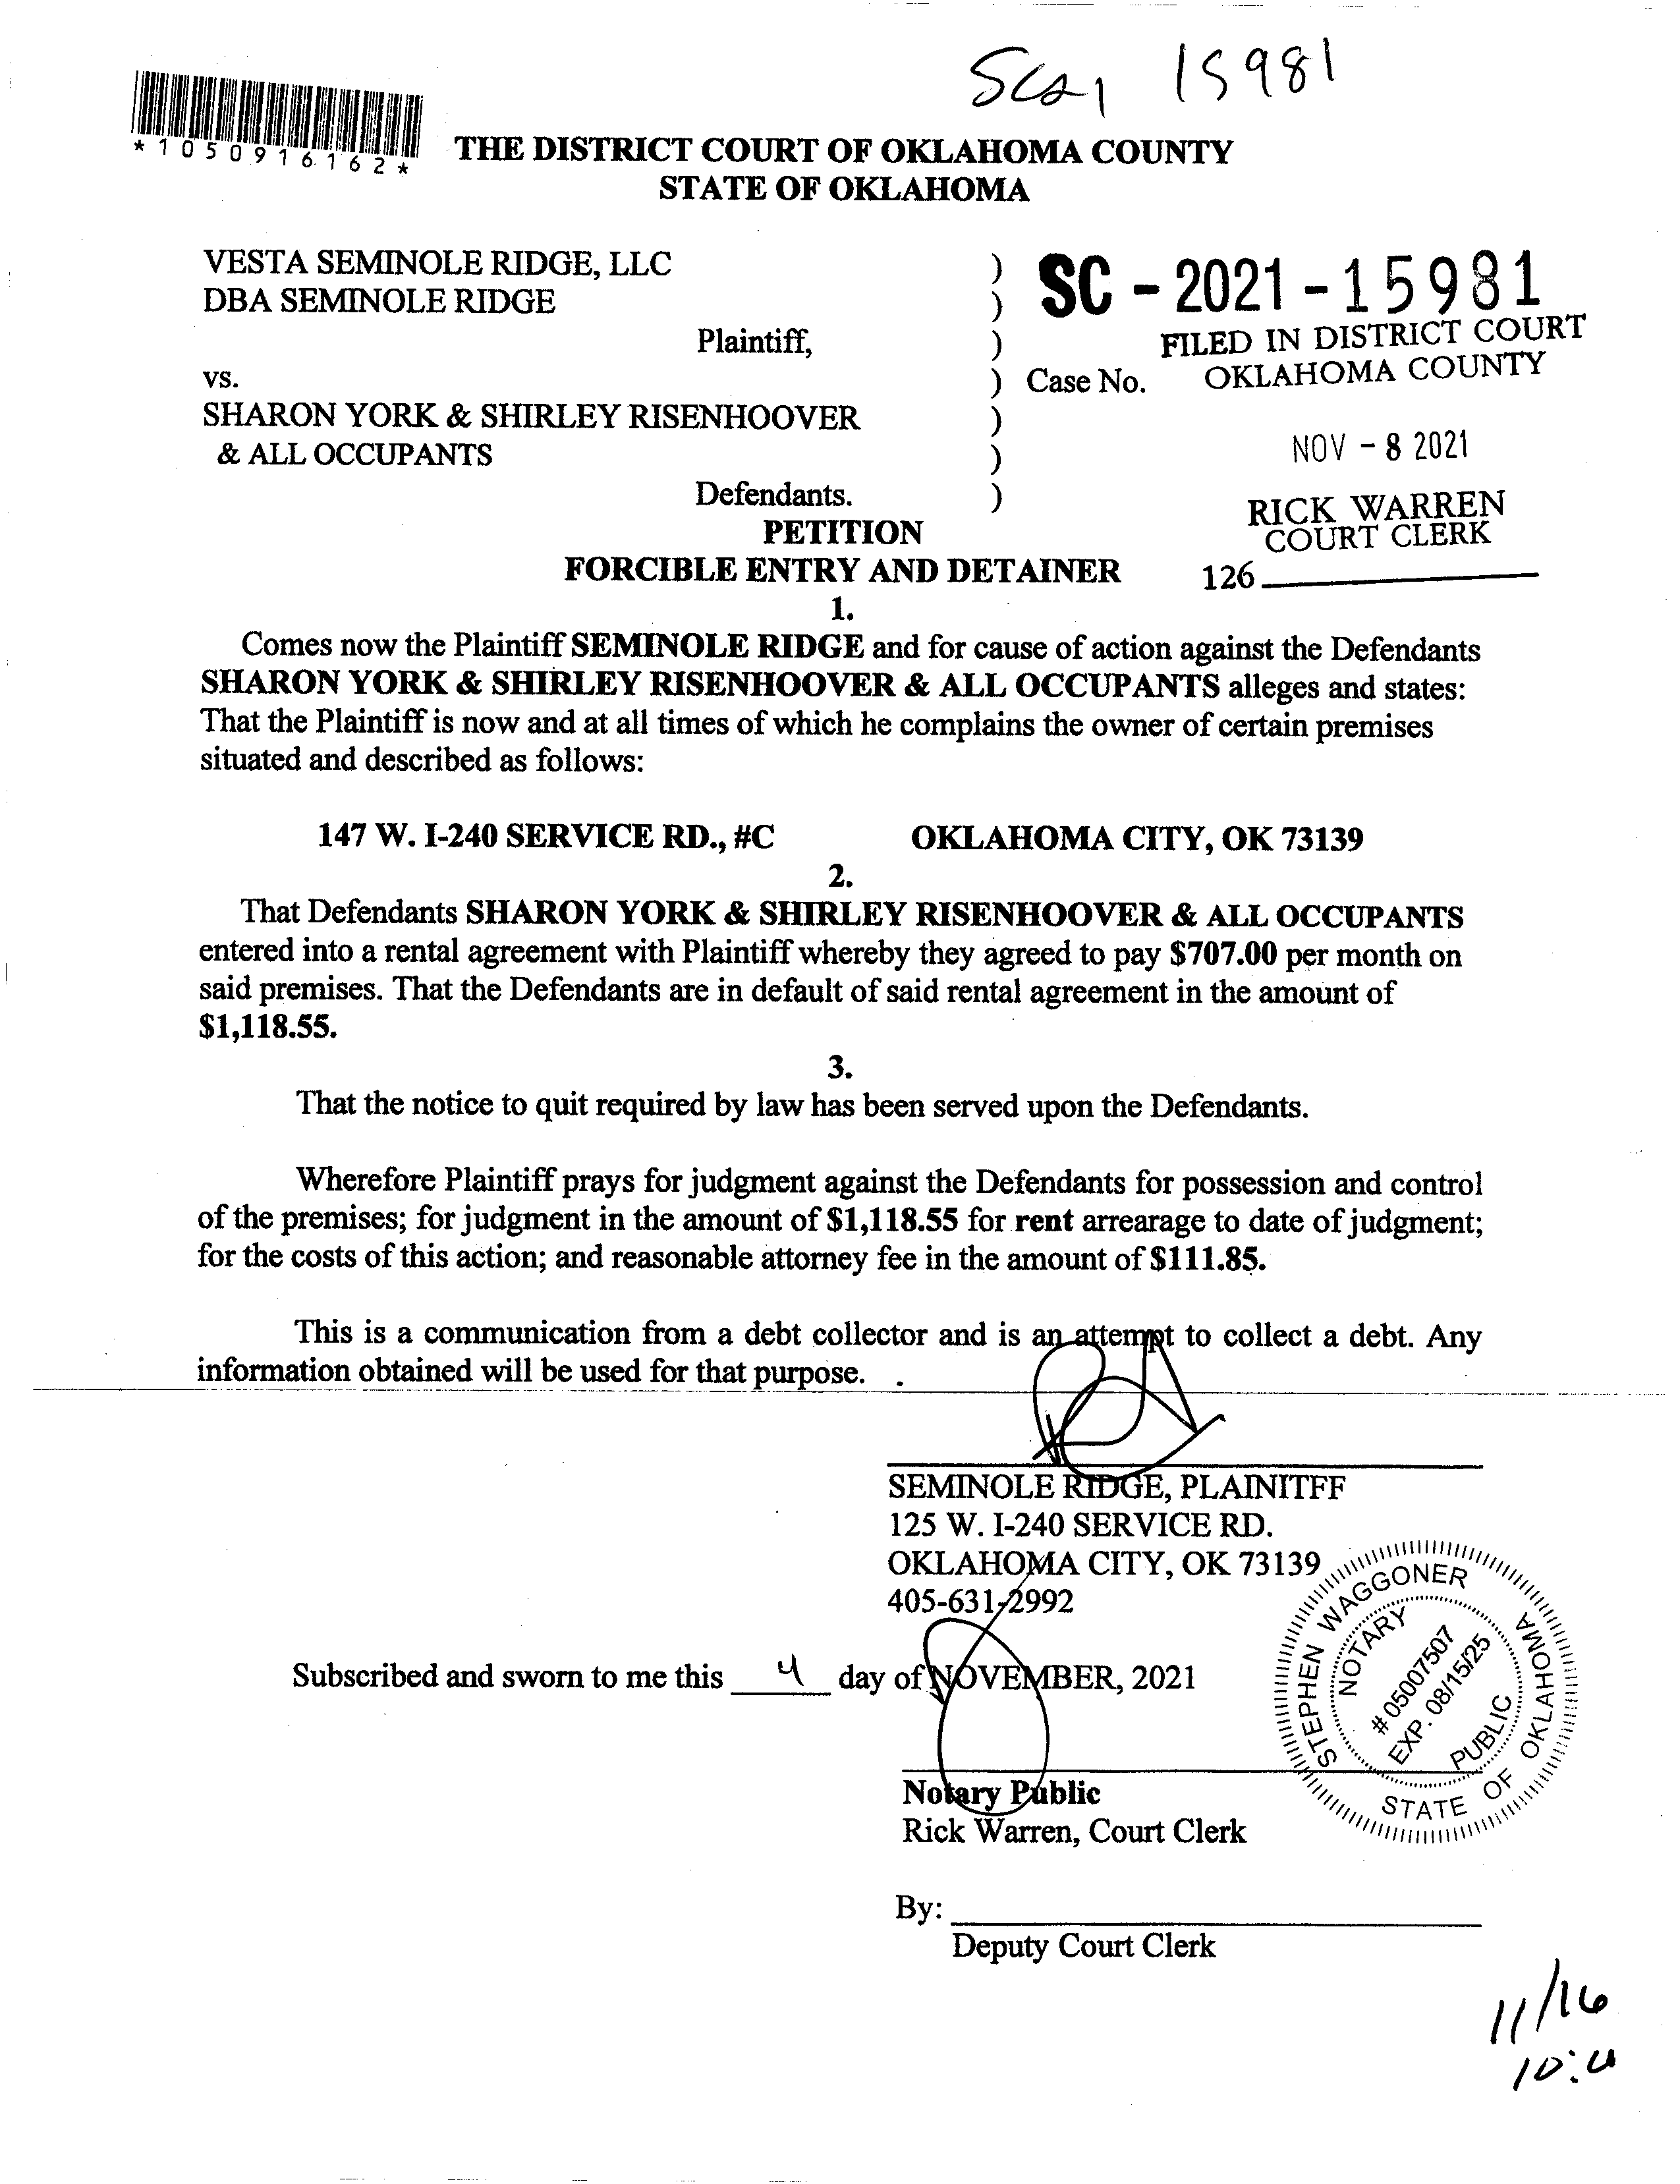 SC21 15981
*1050916162*
THE DISTRICT COURT OF OKLAHOMA COUNTY
STATE OF OKLAHOMA
VESTA SEMINOLE RIDGE, LLC )
DBA SEMINOLE RIDGE )
SC - 2021 - 15981
Plaintiff, )
FILED IN DISTRICT COURT
OKLAHOMA COUNTY
vs. ) Case No.
SHARON YORK & SHIRLEY RISENHOOVER )
& ALL OCCUPANTS )
NOV - 8 2021
Defendants. )
RICK WARREN
COURT CLERK
126
PETITION
FORCIBLE ENTRY AND DETAINER
1.
Comes now the Plaintiff SEMINOLE RIDGE and for cause of action against the Defendants
SHARON YORK & SHIRLEY RISENHOOVER & ALL OCCUPANTS alleges and states:
That the Plaintiff is now and at all times of which he complains the owner of certain premises
situated and described as follows:
147 W. I-240 SERVICE RD., #C OKLAHOMA CITY, OK 73139
2.
That Defendants SHARON YORK & SHIRLEY RISENHOOVER & ALL OCCUPANTS
entered into a rental agreement with Plaintiff whereby they agreed to pay $707.00 per month on
said premises. That the Defendants are in default of said rental agreement in the amount of
$1,118.55.
3.
That the notice to quit required by law has been served upon the Defendants.
Wherefore Plaintiff prays for judgment against the Defendants for possession and control
of the premises; for judgment in the amount of $1,118.55 for rent arrearage to date of judgment;
for the costs of this action; and reasonable attorney fee in the amount of $111.85.
This is a communication from a debt collector and is an attempt to collect a debt. Any
information obtained will be used for that purpose.
SEMINOLE RIDGE, PLAINITFF
125 W. I-240 SERVICE RD.
OKLAHOMA CITY, OK 73139
405-631-2992
Subscribed and sworn to me this 4 day of NOVEMBER, 2021
STEPHEN WAGGONER
NOTARY
#05007507
EXP. 08/15/25
PUBLIC
STATE OF OKLAHOMA
Notary Public
Rick Warren, Court Clerk
By:
Deputy Court Clerk
11/16